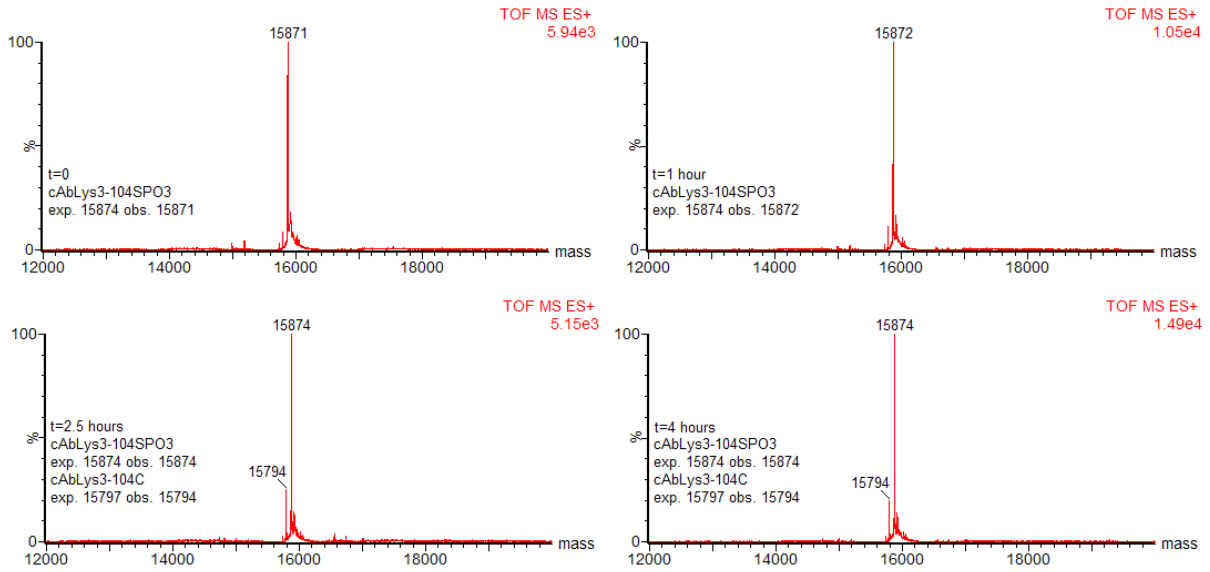 TOF MS ES+
5.94e3
15871
100
%
t=0
cAbLys3-104SPO3
exp. 15874 obs. 15871
0
mass
12000 14000 16000 18000
TOF MS ES+
1.05e4
15872
100
%
t=1 hour
cAbLys3-104SPO3
exp. 15874 obs. 15872
0
mass
12000 14000 16000 18000
TOF MS ES+
5.15e3
15874
100
%
t=2.5 hours
cAbLys3-104SPO3
exp. 15874 obs. 15874
cAbLys3-104C
exp. 15797 obs. 15794
15794
0
mass
12000 14000 16000 18000
TOF MS ES+
1.49e4
15874
100
%
t=4 hours
cAbLys3-104SPO3
exp. 15874 obs. 15874
cAbLys3-104C
exp. 15797 obs. 15794
15794
0
mass
12000 14000 16000 18000